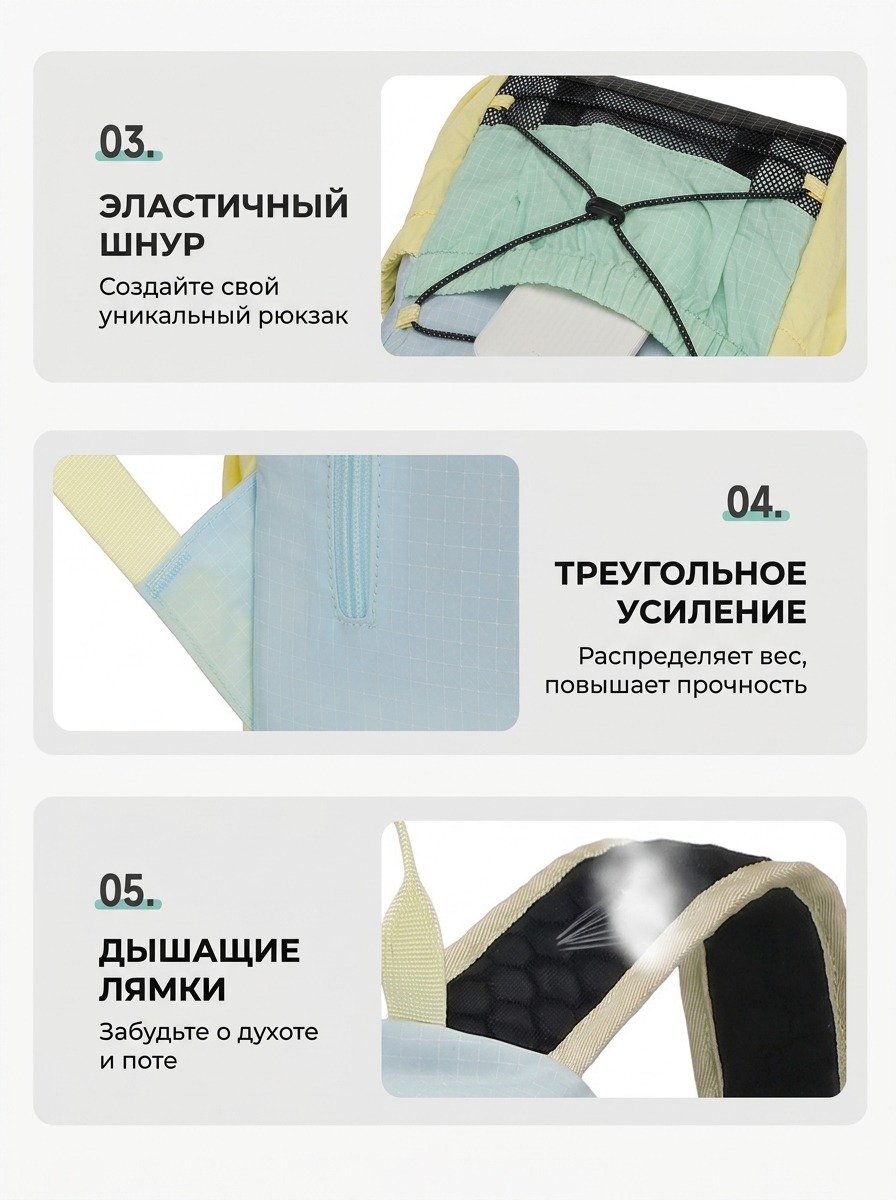 03.
ЭЛАСТИЧНЫЙ
ШНУР
Создайте свой
уникальный рюкзак
04.
ТРЕУГОЛЬНОЕ
УСИЛЕНИЕ
Распределяет вес,
повышает прочность
05.
ДЫШАЩИЕ
ЛЯМКИ
Забудьте о духоте
и поте